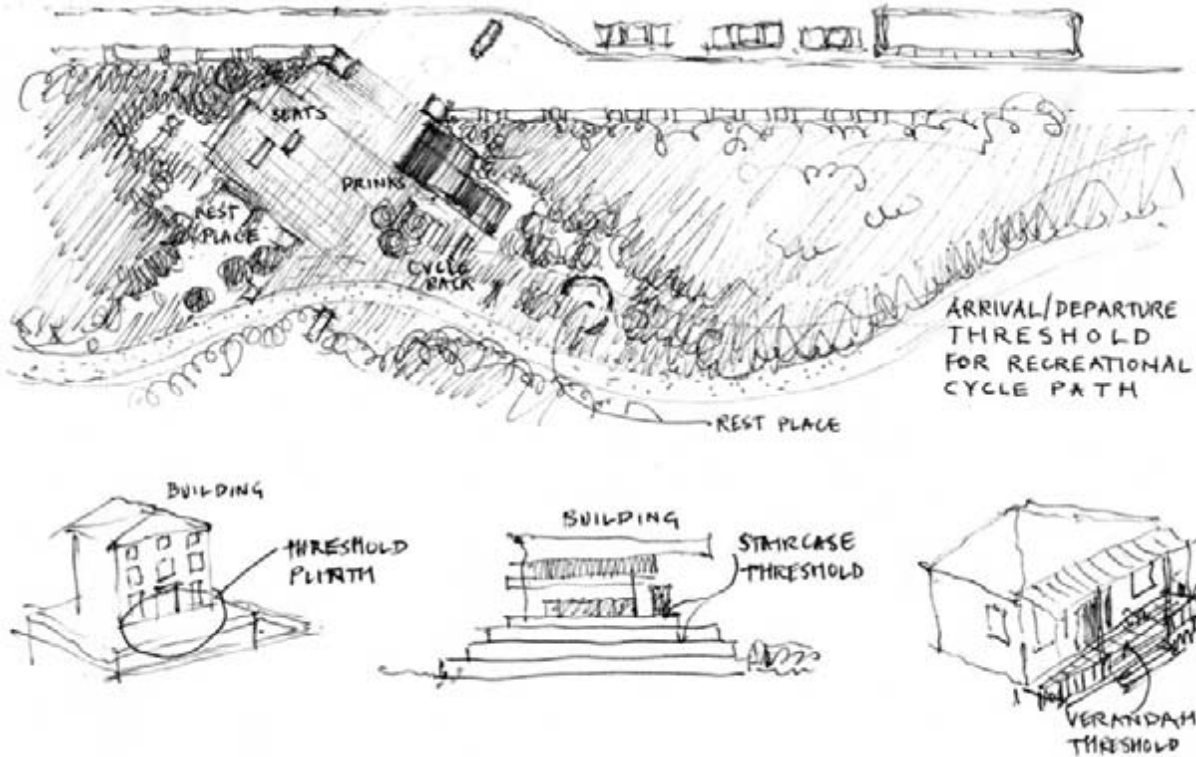 SEATS
DRINKS
REST
PLACE
CYCLE
RACK
ARRIVAL/DEPARTURE
THRESHOLD
FOR RECREATIONAL
CYCLE PATH
REST PLACE
BUILDING
THRESHOLD
PLINTH
BUILDING
STAIRCASE
THRESHOLD
VERANDAH
THRESHOLD